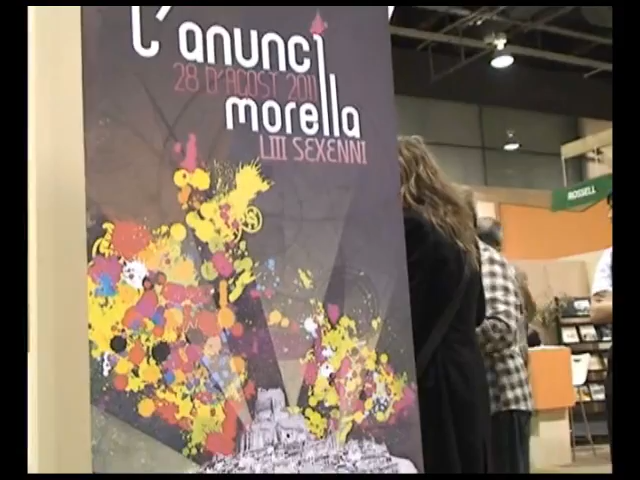 l'anunci
28 D'AGOST 2011
morella
LIII SEXENNI
ROSSELL